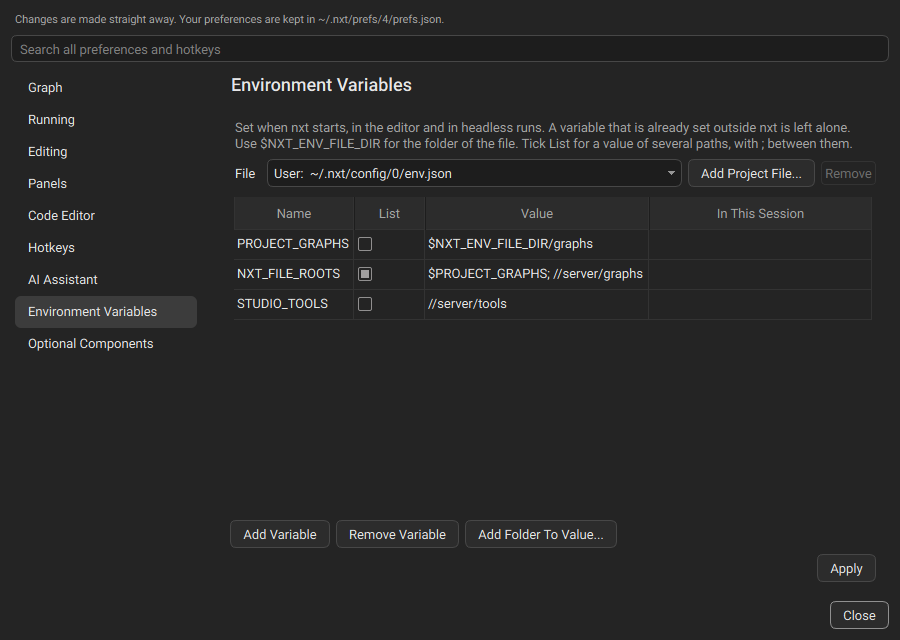 Changes are made straight away. Your preferences are kept in ~/.nxt/prefs/4/prefs.json.
Search all preferences and hotkeys
Graph
Running
Editing
Panels
Code Editor
Hotkeys
AI Assistant
Environment Variables
Optional Components
Environment Variables
Set when nxt starts, in the editor and in headless runs. A variable that is already set outside nxt is left alone.
Use $NXT_ENV_FILE_DIR for the folder of the file. Tick List for a value of several paths, with ; between them.
File User: ~/.nxt/config/0/env.json Add Project File... Remove
Name List Value In This Session
PROJECT_GRAPHS $NXT_ENV_FILE_DIR/graphs
NXT_FILE_ROOTS $PROJECT_GRAPHS; //server/graphs
STUDIO_TOOLS //server/tools
Add Variable Remove Variable Add Folder To Value...
Apply
Close